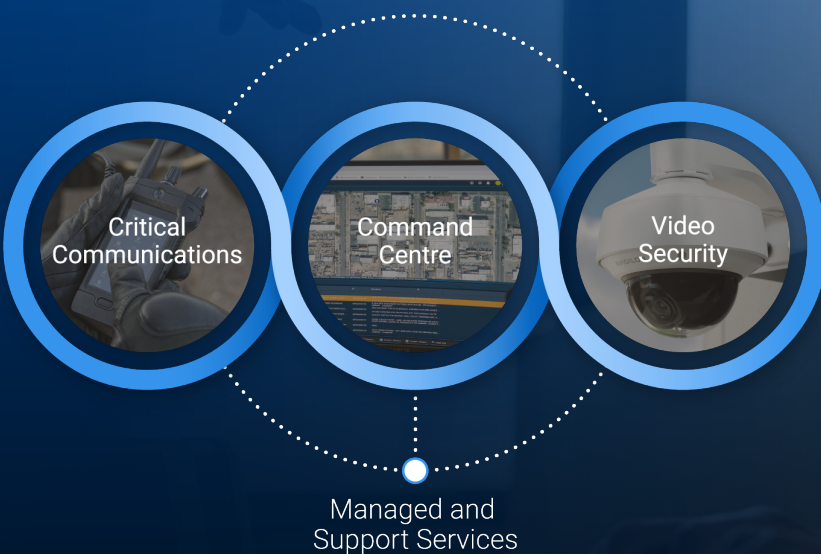 Critical
Communications
Command
Centre
Video
Security
Managed and
Support Services